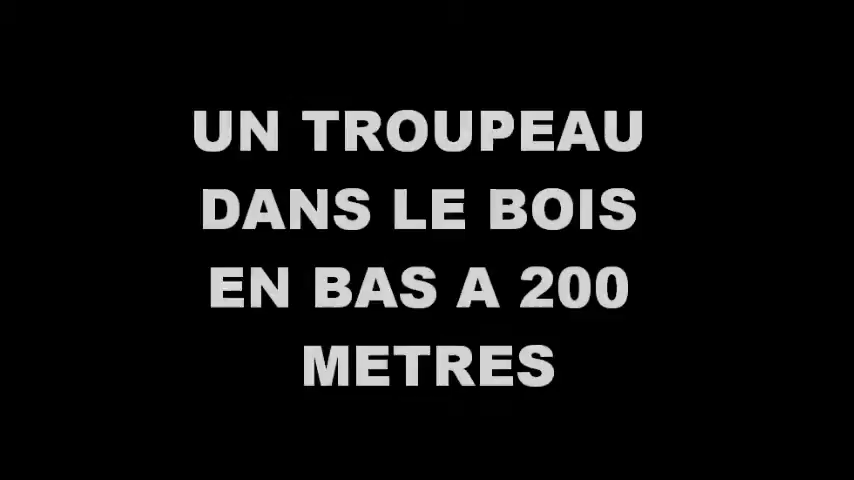 UN TROUPEAU
DANS LE BOIS
EN BAS A 200
METRES